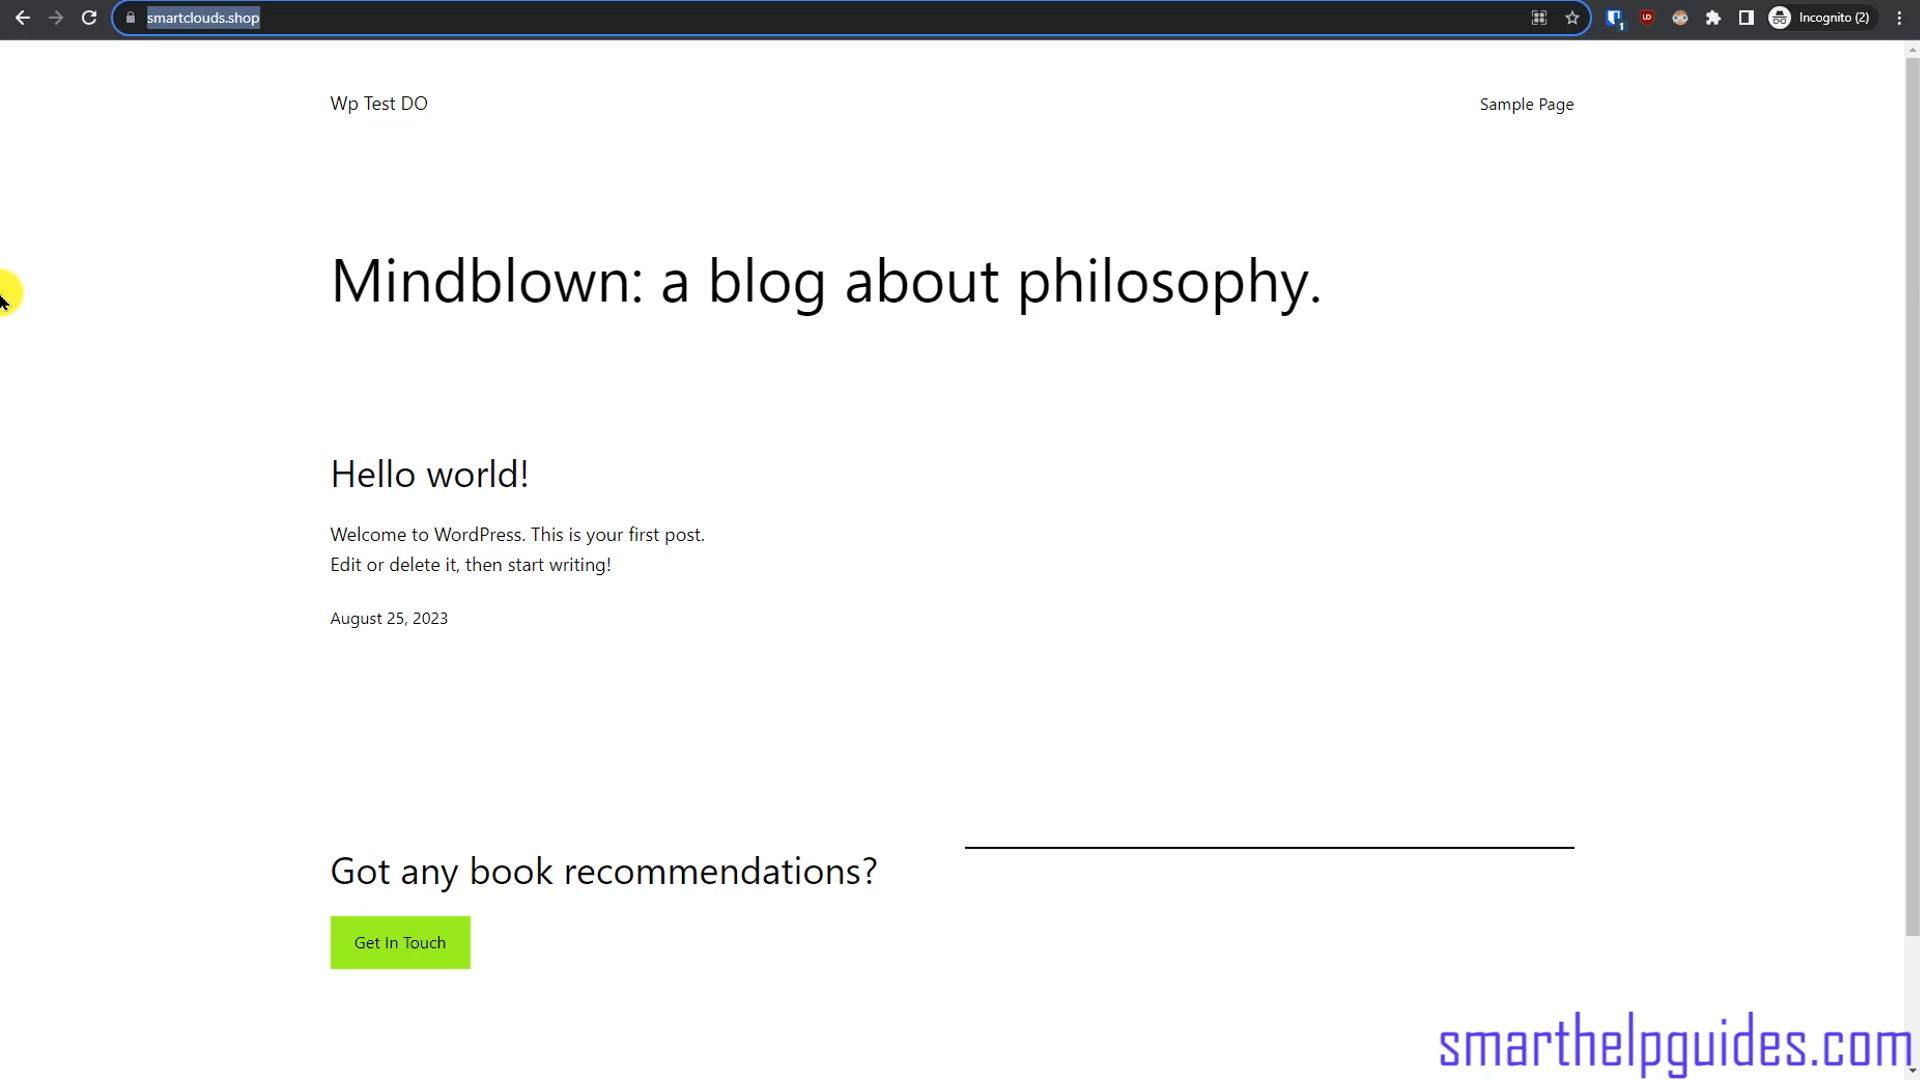 smartclouds.shop
Incognito (2)
1
Wp Test DO
Sample Page
Mindblown: a blog about philosophy.
Hello world!
Welcome to WordPress. This is your first post.
Edit or delete it, then start writing!
August 25, 2023
Got any book recommendations?
Get In Touch
smarthelpguides.com